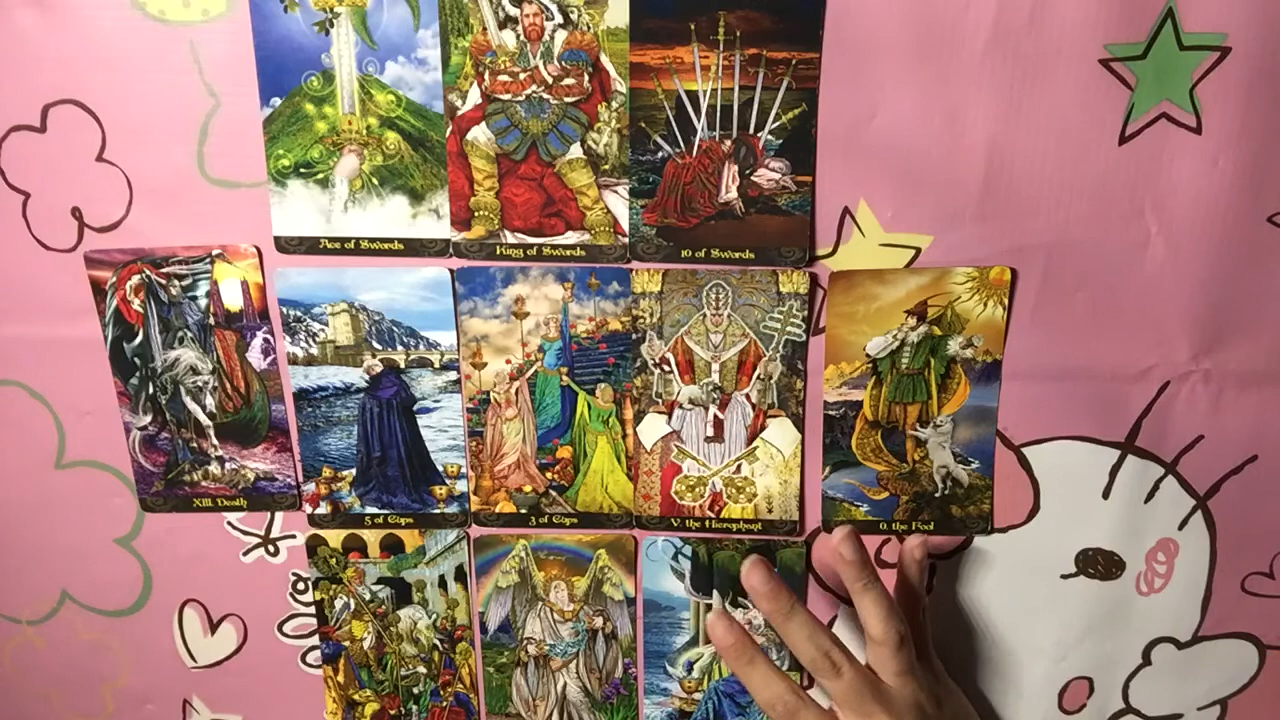 Ace of Swords
King of Swords
10 of Swords
XIII. Death
5 of Cups
3 of Cups
V. the Hierophant
0. the Fool